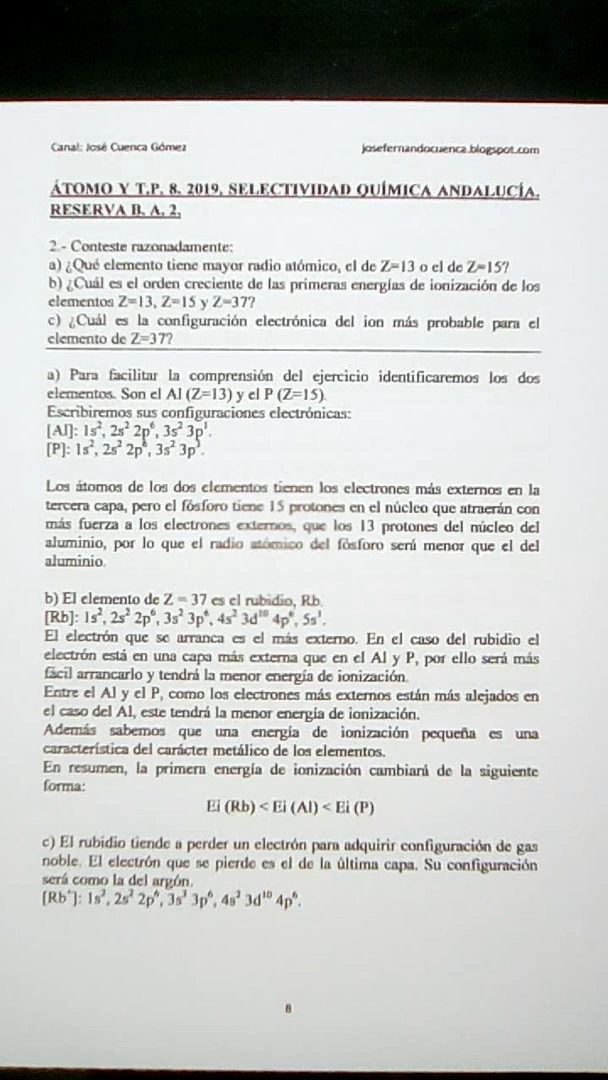 Canal: José Cuenca Gómez
josefernandocuenca.blogspot.com
ÁTOMO Y T.P. 8. 2019. SELECTIVIDAD QUÍMICA ANDALUCÍA.
RESERVA B. A. 2.
2.- Conteste razonadamente:
a) ¿Qué elemento tiene mayor radio atómico, el de Z=13 o el de Z=15?
b) ¿Cuál es el orden creciente de las primeras energías de ionización de los
elementos Z=13, Z=15 y Z=37?
c) ¿Cuál es la configuración electrónica del ion más probable para el
elemento de Z=37?
a) Para facilitar la comprensión del ejercicio identificaremos los dos
elementos. Son el Al (Z=13) y el P (Z=15).
Escribiremos sus configuraciones electrónicas:
[Al]: 1s², 2s² 2p⁶, 3s² 3p¹.
[P]: 1s², 2s² 2p⁶, 3s² 3p³.
Los átomos de los dos elementos tienen los electrones más externos en la
tercera capa, pero el fósforo tiene 15 protones en el núcleo que atraerán con
más fuerza a los electrones externos, que los 13 protones del núcleo del
aluminio, por lo que el radio atómico del fósforo será menor que el del
aluminio.
b) El elemento de Z = 37 es el rubidio, Rb.
[Rb]: 1s², 2s² 2p⁶, 3s² 3p⁶, 4s² 3d¹⁰ 4p⁶, 5s¹.
El electrón que se arranca es el más externo. En el caso del rubidio el
electrón está en una capa más externa que en el Al y P, por ello será más
fácil arrancarlo y tendrá la menor energía de ionización.
Entre el Al y el P, como los electrones más externos están más alejados en
el caso del Al, este tendrá la menor energía de ionización.
Además sabemos que una energía de ionización pequeña es una
característica del carácter metálico de los elementos.
En resumen, la primera energía de ionización cambiará de la siguiente
forma:
Ei (Rb) < Ei (Al) < Ei (P)
c) El rubidio tiende a perder un electrón para adquirir configuración de gas
noble. El electrón que se pierde es el de la última capa. Su configuración
será como la del argón.
[Rb⁺]: 1s², 2s² 2p⁶, 3s² 3p⁶, 4s² 3d¹⁰ 4p⁶.
8